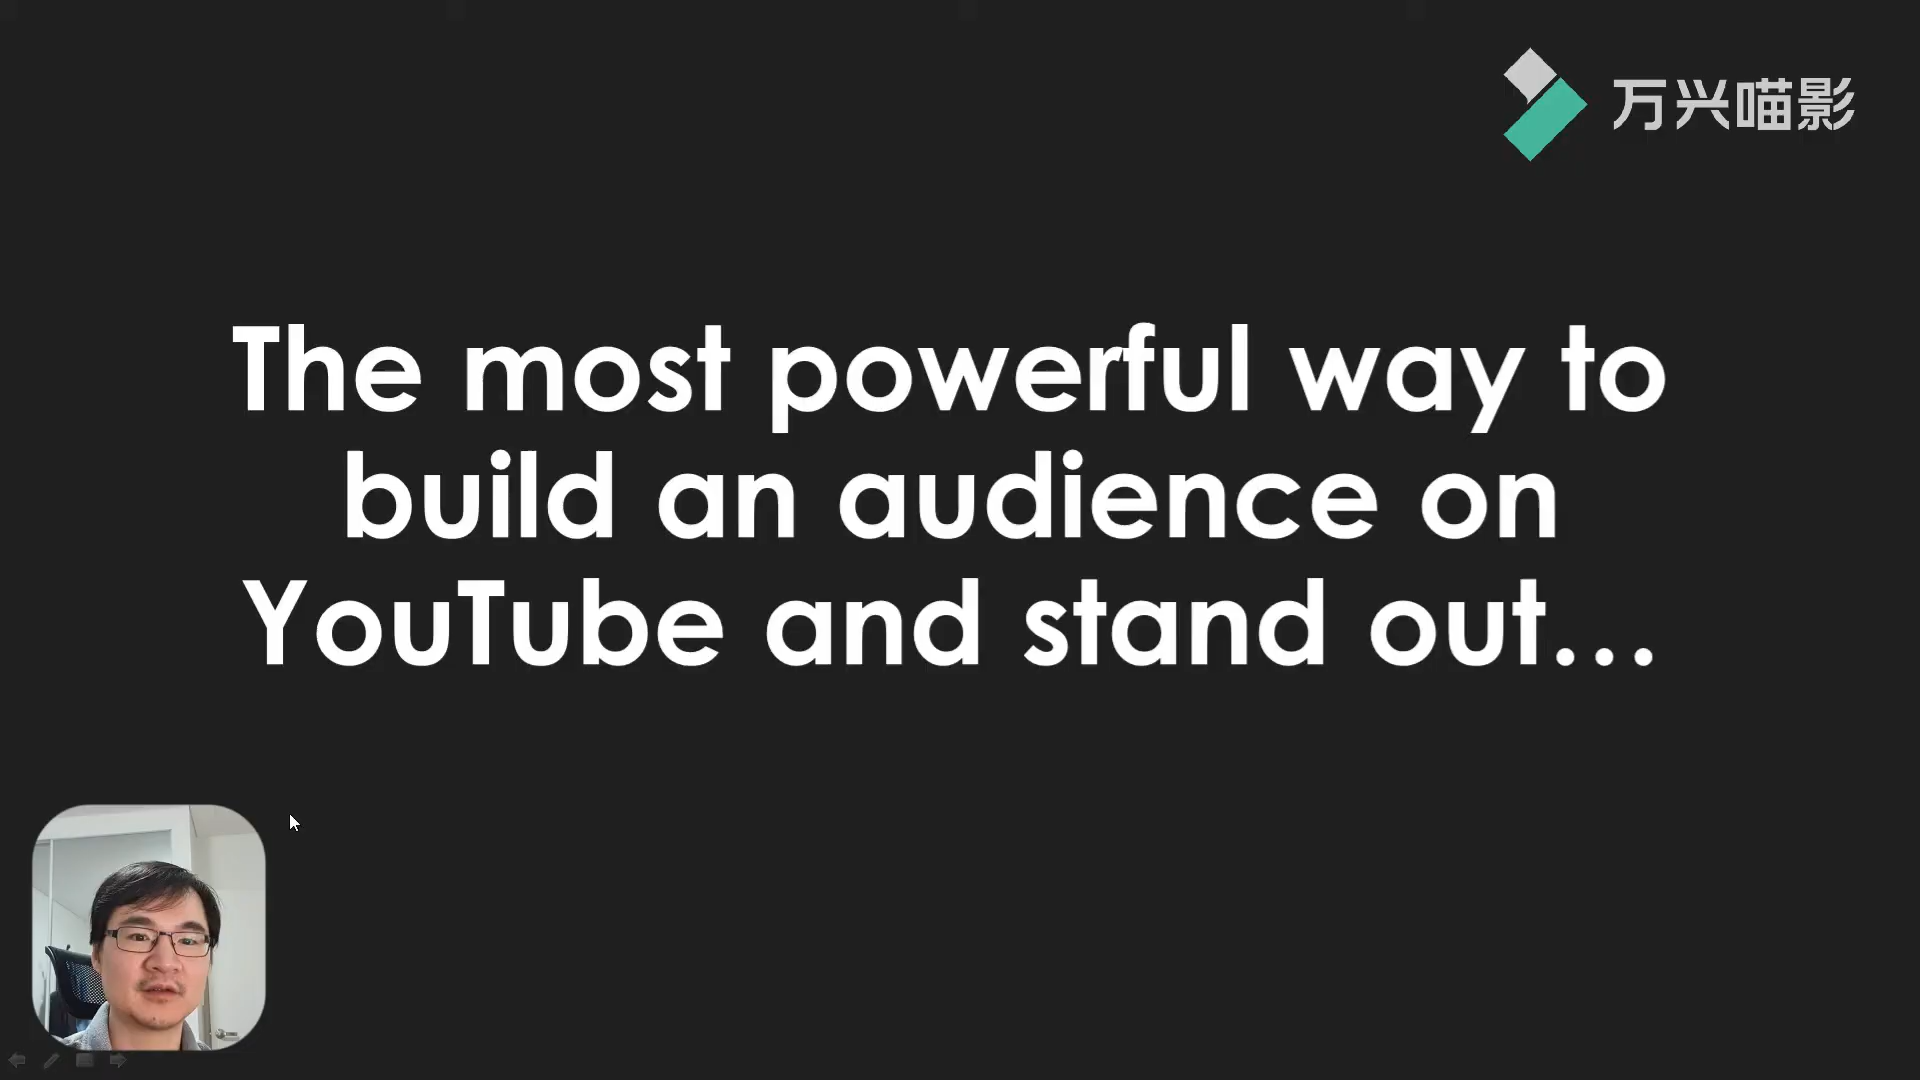 万兴喵影
The most powerful way to
build an audience on
YouTube and stand out...